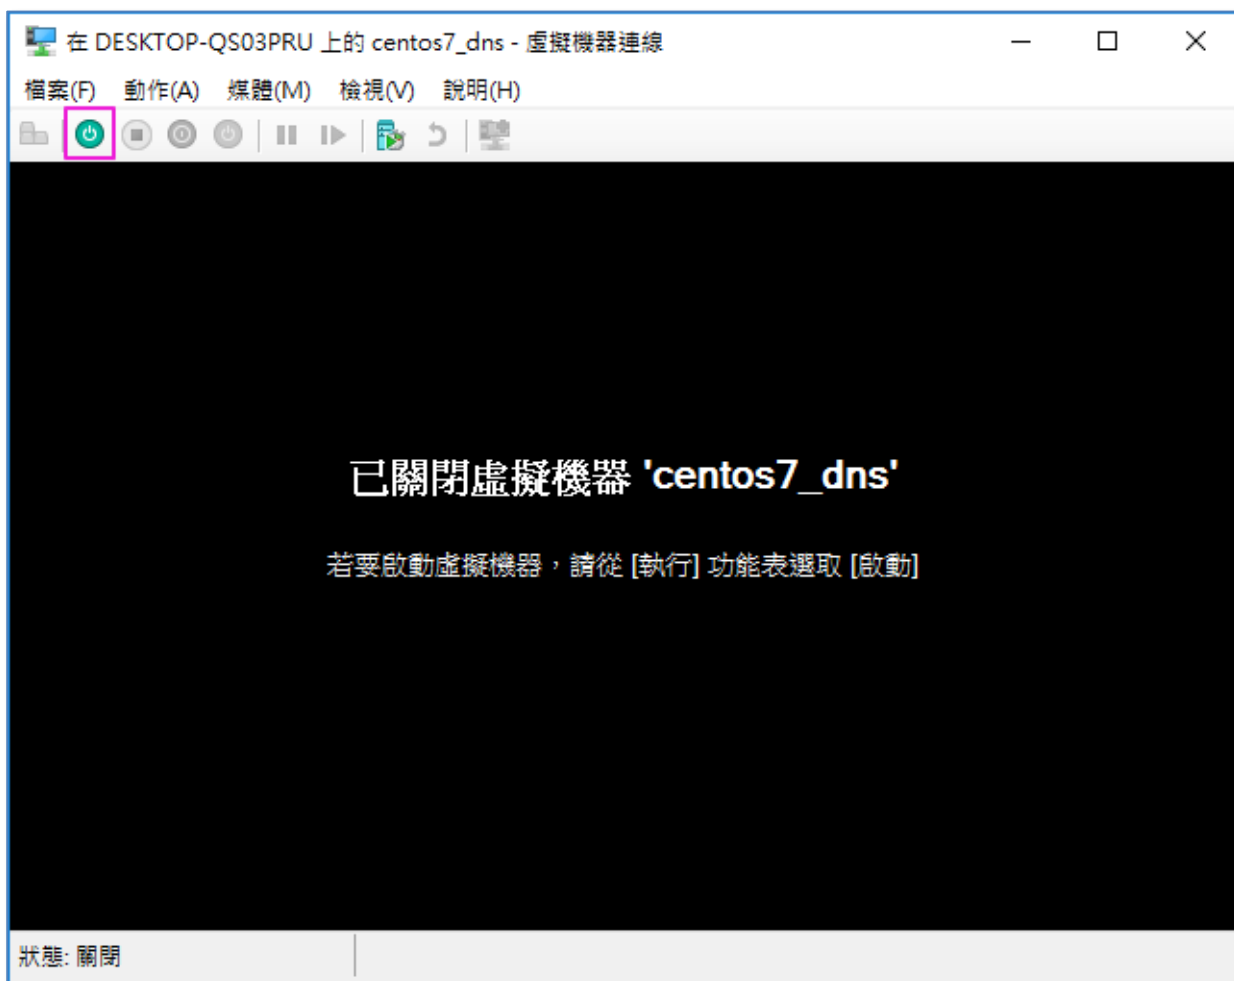 在 DESKTOP-QS03PRU 上的 centos7_dns - 虛擬機器連線
檔案(F) 動作(A) 媒體(M) 檢視(V) 說明(H)
已關閉虛擬機器 'centos7_dns'
若要啟動虛擬機器，請從 [執行] 功能表選取 [啟動]
狀態: 關閉